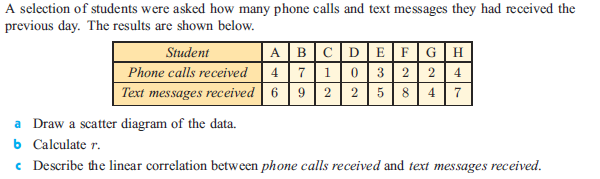 A selection of students were asked how many phone calls and text messages they had received the
previous day. The results are shown below.
Student A B C D E F G H
Phone calls received 4 7 1 0 3 2 2 4
Text messages received 6 9 2 2 5 8 4 7
a Draw a scatter diagram of the data.
b Calculate r.
c Describe the linear correlation between phone calls received and text messages received.